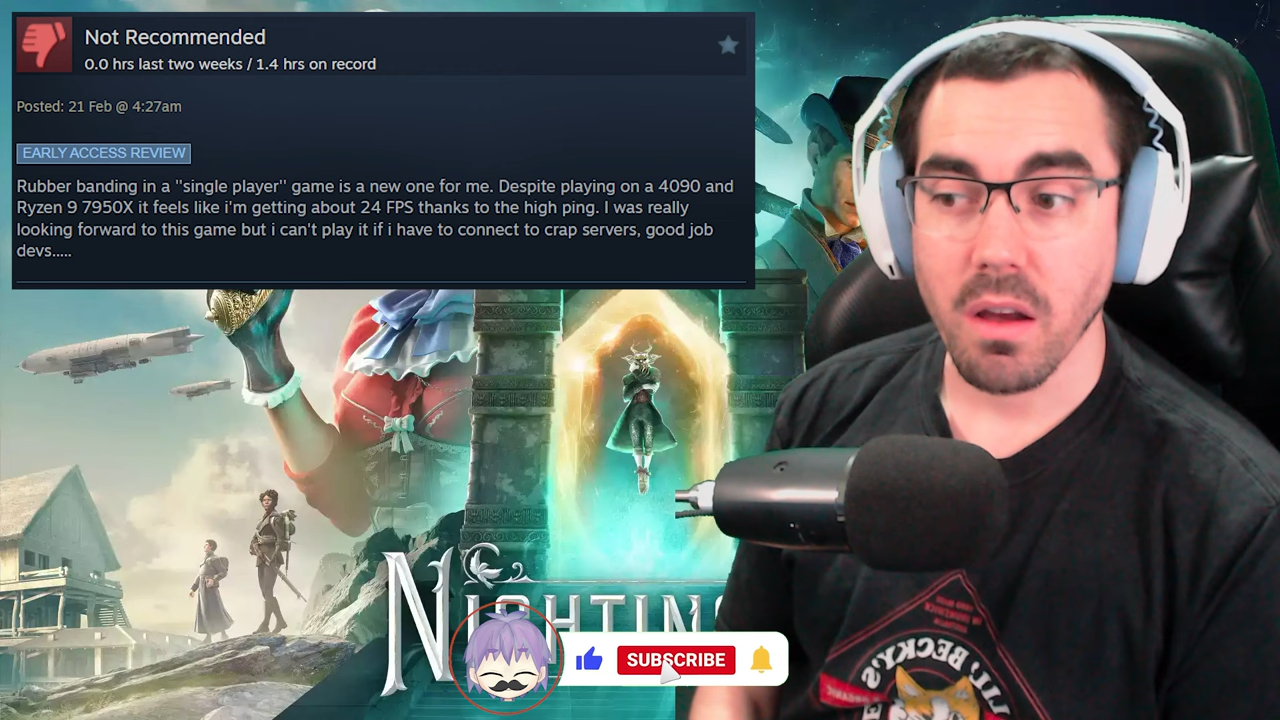 Not Recommended
0.0 hrs last two weeks / 1.4 hrs on record
Posted: 21 Feb @ 4:27am
EARLY ACCESS REVIEW
Rubber banding in a "single player" game is a new one for me. Despite playing on a 4090 and
Ryzen 9 7950X it feels like i'm getting about 24 FPS thanks to the high ping. I was really
looking forward to this game but i can't play it if i have to connect to crap servers, good job
devs.....
NIGHTING
SUBSCRIBE
LIL' BECKY'S